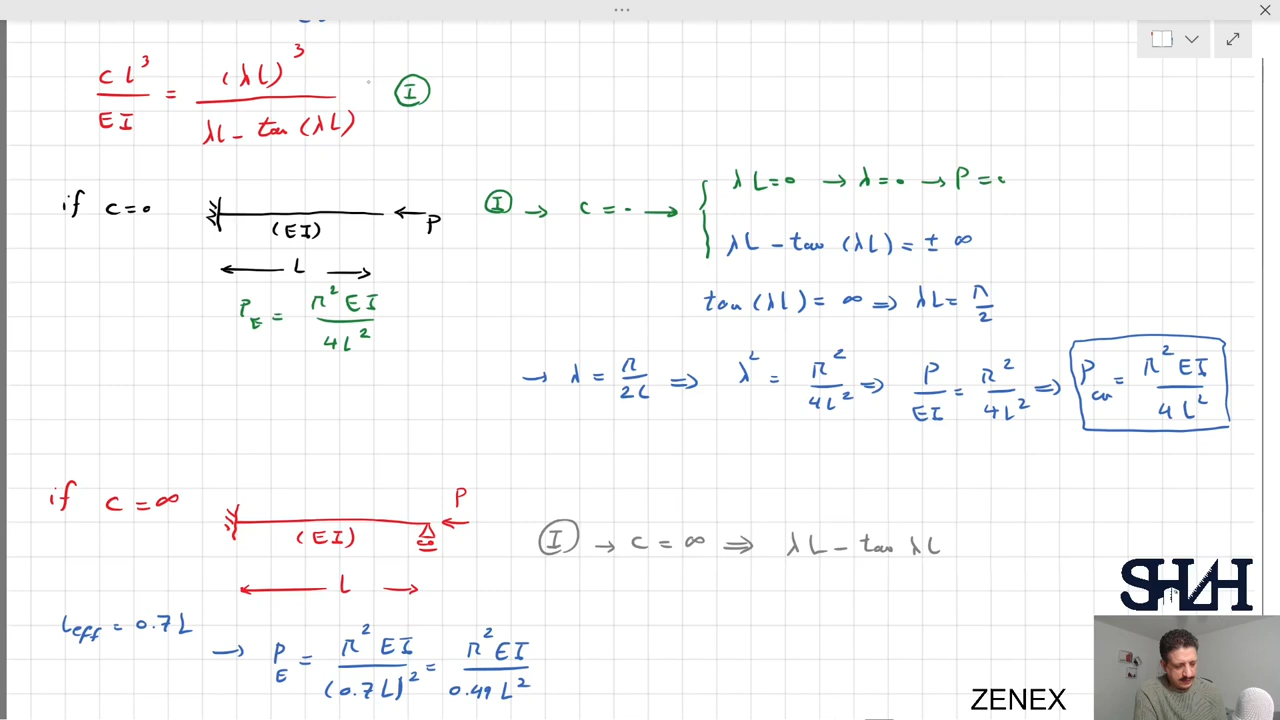 cL³/EI = (λL)³/(λL - tan(λL)) Ⅰ
if c=0 (EI) ← P
L
P_E = π²EI/4L²
Ⅰ → c = 0 → { λL=0 → λ=0 → P=0
λL - tan(λL) = ± ∞
tan(λL) = ∞ ⇒ λL = π/2
→ λ = π/2L ⇒ λ² = π²/4L² ⇒ P/EI = π²/4L² ⇒ P_cr = π²EI/4L²
if c=∞ (EI) ← P
L
Ⅰ → c = ∞ ⇒ λL - tan λL
L_eff = 0.7L → P_E = π²EI/(0.7L)² = π²EI/0.49L²
SHLH
ZENEX